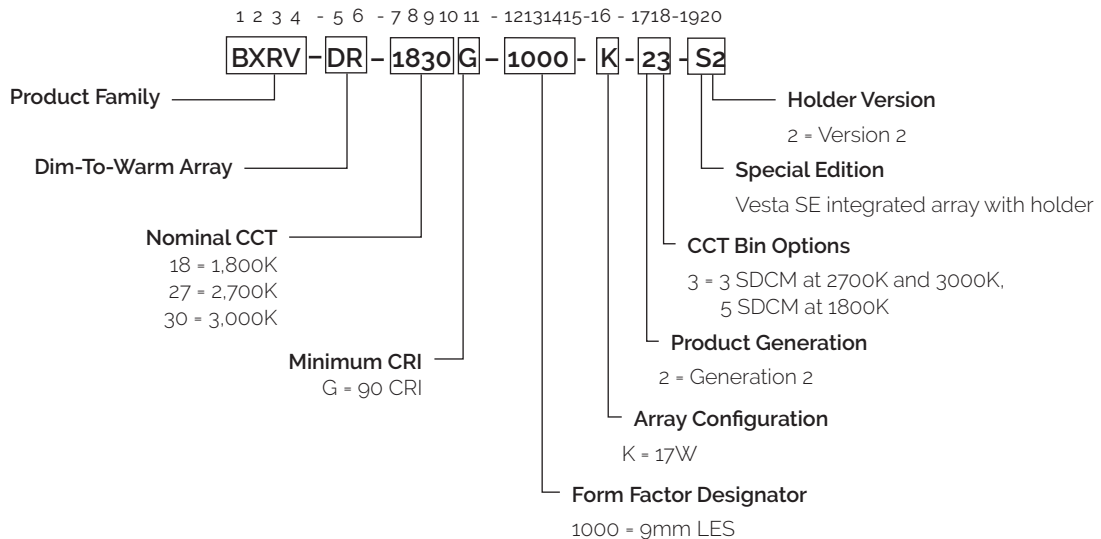 1 2 3 4 - 5 6 - 7 8 9 10 11 - 12131415-16 - 1718-1920
BXRV – DR – 1830 G – 1000 - K - 23 - S2
Product Family
Holder Version
2 = Version 2
Dim-To-Warm Array
Special Edition
Vesta SE integrated array with holder
Nominal CCT
18 = 1,800K
27 = 2,700K
30 = 3,000K
CCT Bin Options
3 = 3 SDCM at 2700K and 3000K,
5 SDCM at 1800K
Minimum CRI
G = 90 CRI
Product Generation
2 = Generation 2
Array Configuration
K = 17W
Form Factor Designator
1000 = 9mm LES